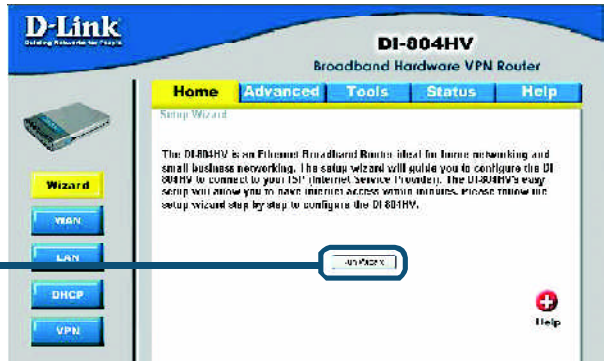 D-Link
Building Networks for People
DI-804HV
Broadband Hardware VPN Router
Home Advanced Tools Status Help
Setup Wizard
The DI-804HV is an Ethernet Broadband Router ideal for home networking and
small business networking. The setup wizard will guide you to configure the DI-
804HV to connect to your ISP (Internet Service Provider). The DI-804HV's easy
setup will allow you to have Internet access within minutes. Please follow the
setup wizard step by step to configure the DI-804HV.
Wizard
WAN
Run Wizard
LAN
DHCP
VPN
Help